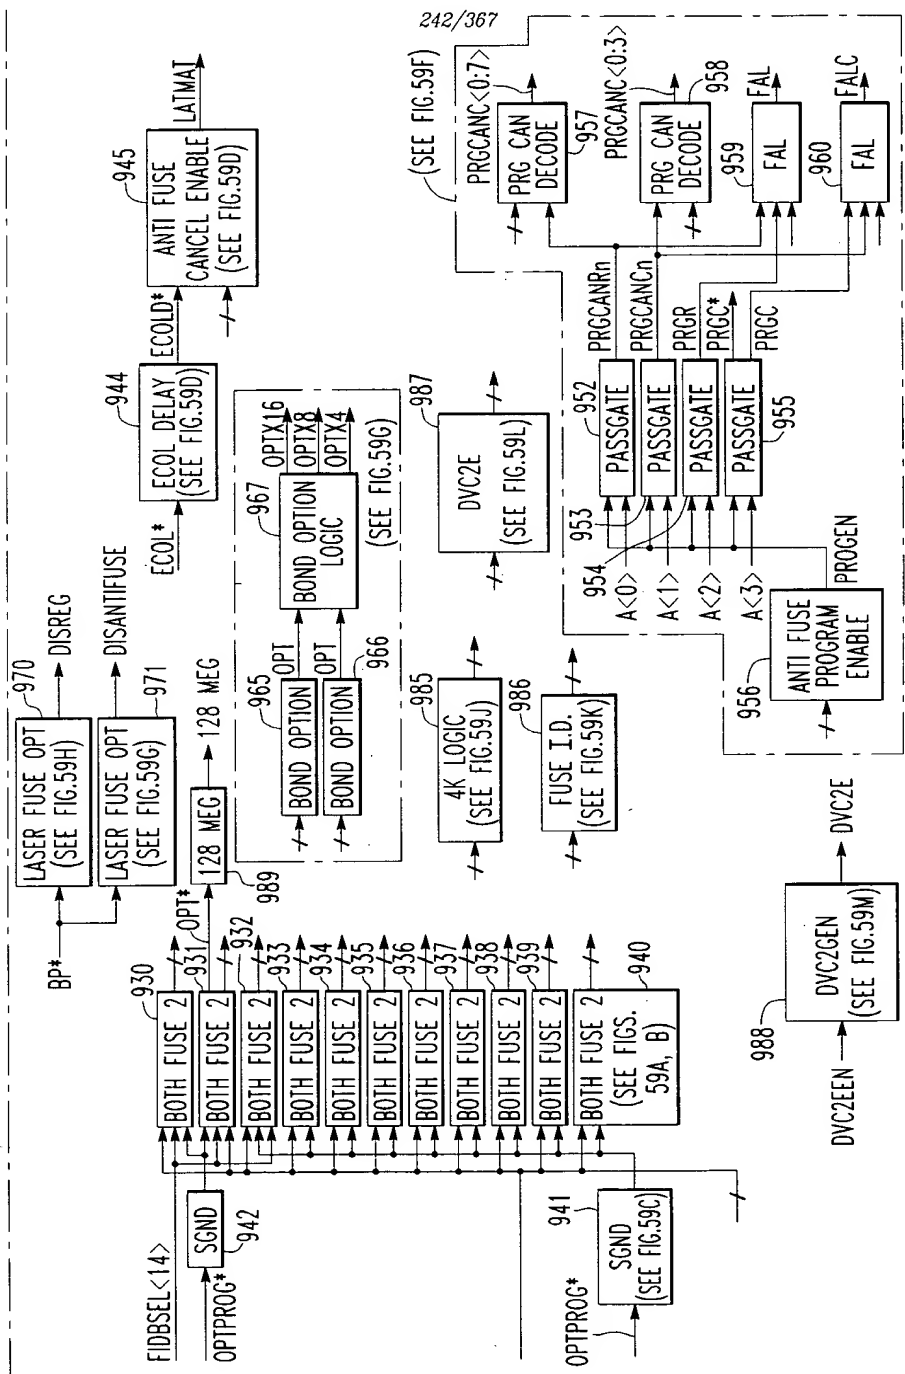 242/367
BP*
LASER FUSE OPT
(SEE FIG.59H)
970
DISREG
LASER FUSE OPT
(SEE FIG.59G)
971
DISANTIFUSE
ECOL*
ECOL DELAY
(SEE FIG.59D)
944
ECOLD*
ANTI FUSE
CANCEL ENABLE
(SEE FIG.59D)
945
LATMAT
FIDBSEL<14>
OPTPROG*
SGND
942
BOTH FUSE 2
930
BOTH FUSE 2
931
OPT*
128 MEG
989
128 MEG
BOTH FUSE 2
932
BOTH FUSE 2
933
BOTH FUSE 2
934
BOTH FUSE 2
935
BOTH FUSE 2
936
BOTH FUSE 2
937
BOTH FUSE 2
938
BOTH FUSE 2
939
BOTH FUSE 2
(SEE FIGS.
59A, B)
940
OPTPROG*
SGND
(SEE FIG.59C)
941
BOND OPTION
965
OPT
BOND OPTION
966
OPT
BOND OPTION
LOGIC
967
OPTX16
OPTX8
OPTX4
(SEE FIG.59G)
4K LOGIC
(SEE FIG.59J)
985
FUSE I.D.
(SEE FIG.59K)
986
DVC2E
(SEE FIG.59L)
987
DVC2EEN
DVC2GEN
(SEE FIG.59M)
988
DVC2E
(SEE FIG.59F)
ANTI FUSE
PROGRAM
ENABLE
956
PROGEN
A<0>
A<1>
A<2>
A<3>
PASSGATE
952
PASSGATE
953
PASSGATE
954
PASSGATE
955
PRGCANRn
PRGCANCn
PRGR
PRGC*
PRGC
PRG CAN
DECODE
957
PRGCANC<0:7>
PRG CAN
DECODE
958
PRGCANC<0:3>
FAL
959
FAL
FAL
960
FALC